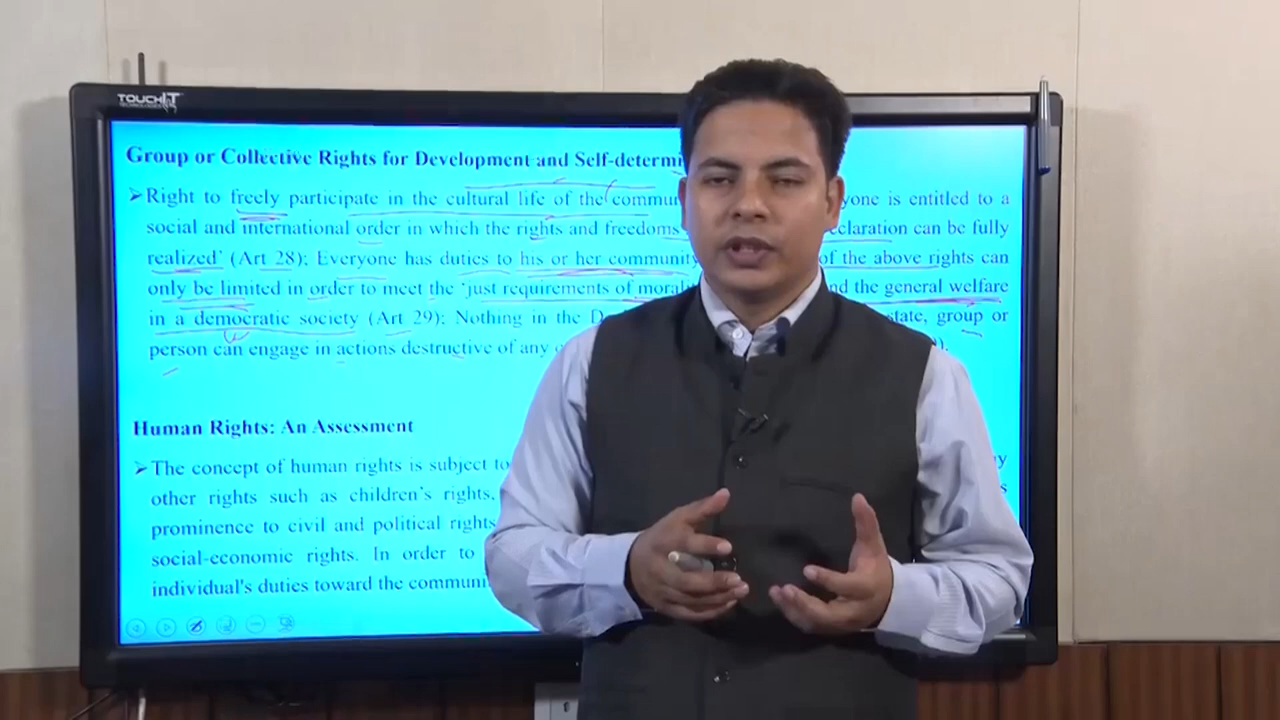 TOUCHIT
TECHNOLOGIES
Group or Collective Rights for Development and Self-determi
➢Right to freely participate in the cultural life of the commun yone is entitled to a
social and international order in which the rights and freedoms eclaration can be fully
realized' (Art 28); Everyone has duties to his or her community of the above rights can
only be limited in order to meet the 'just requirements of morali nd the general welfare
in a democratic society (Art 29); Nothing in the D state, group or
person can engage in actions destructive of any o
Human Rights: An Assessment
➢The concept of human rights is subject to
other rights such as children's rights,
prominence to civil and political rights
social-economic rights. In order to
individual's duties toward the communi